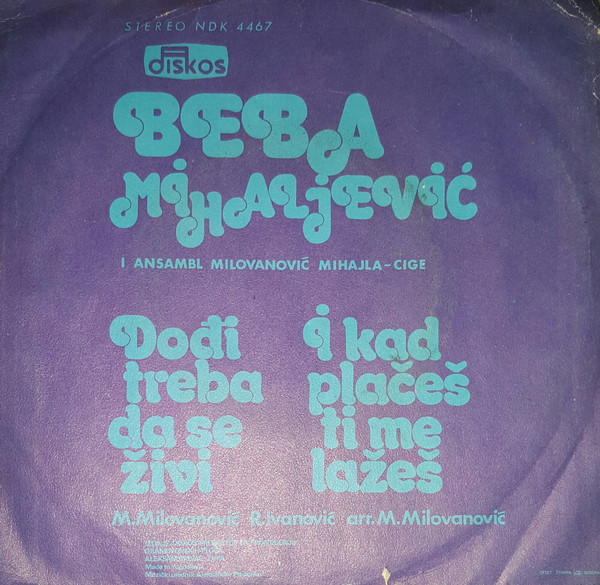 STEREO NDK 4467
diskos
BEBA
MIHALJEVIĆ
I ANSAMBL MILOVANOVIĆ MIHAJLA-CIGE
Dođi
treba
da se
živi
I kad
plačeš
ti me
lažeš
M. Milovanović R. Ivanović arr. M. Milovanović
Made in Yugoslavia